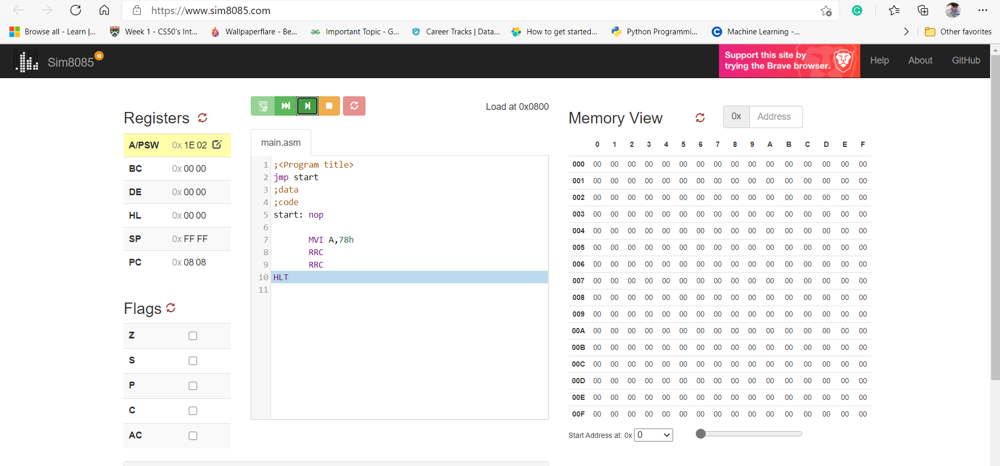 https://www.sim8085.com
Browse all - Learn |...
Week 1 - CS50's Int...
Wallpaperflare - Be...
Important Topic - G...
Career Tracks | Data...
How to get started...
Python Programmi...
Machine Learning -...
Other favorites
Sim8085 α
Support this site by
trying the Brave browser.
Help
About
GitHub
Registers
A/PSW 0x 1E 02
BC 0x 00 00
DE 0x 00 00
HL 0x 00 00
SP 0x FF FF
PC 0x 08 08
Flags
Z
S
P
C
AC
Load at 0x0800
main.asm
1 ;<Program title>
2 jmp start
3 ;data
4 ;code
5 start: nop
6
7 MVI A,78h
8 RRC
9 RRC
10 HLT
11
Memory View
0x Address
0 1 2 3 4 5 6 7 8 9 A B C D E F
000 00 00 00 00 00 00 00 00 00 00 00 00 00 00 00 00
001 00 00 00 00 00 00 00 00 00 00 00 00 00 00 00 00
002 00 00 00 00 00 00 00 00 00 00 00 00 00 00 00 00
003 00 00 00 00 00 00 00 00 00 00 00 00 00 00 00 00
004 00 00 00 00 00 00 00 00 00 00 00 00 00 00 00 00
005 00 00 00 00 00 00 00 00 00 00 00 00 00 00 00 00
006 00 00 00 00 00 00 00 00 00 00 00 00 00 00 00 00
007 00 00 00 00 00 00 00 00 00 00 00 00 00 00 00 00
008 00 00 00 00 00 00 00 00 00 00 00 00 00 00 00 00
009 00 00 00 00 00 00 00 00 00 00 00 00 00 00 00 00
00A 00 00 00 00 00 00 00 00 00 00 00 00 00 00 00 00
00B 00 00 00 00 00 00 00 00 00 00 00 00 00 00 00 00
00C 00 00 00 00 00 00 00 00 00 00 00 00 00 00 00 00
00D 00 00 00 00 00 00 00 00 00 00 00 00 00 00 00 00
00E 00 00 00 00 00 00 00 00 00 00 00 00 00 00 00 00
00F 00 00 00 00 00 00 00 00 00 00 00 00 00 00 00 00
Start Address at: 0x 0